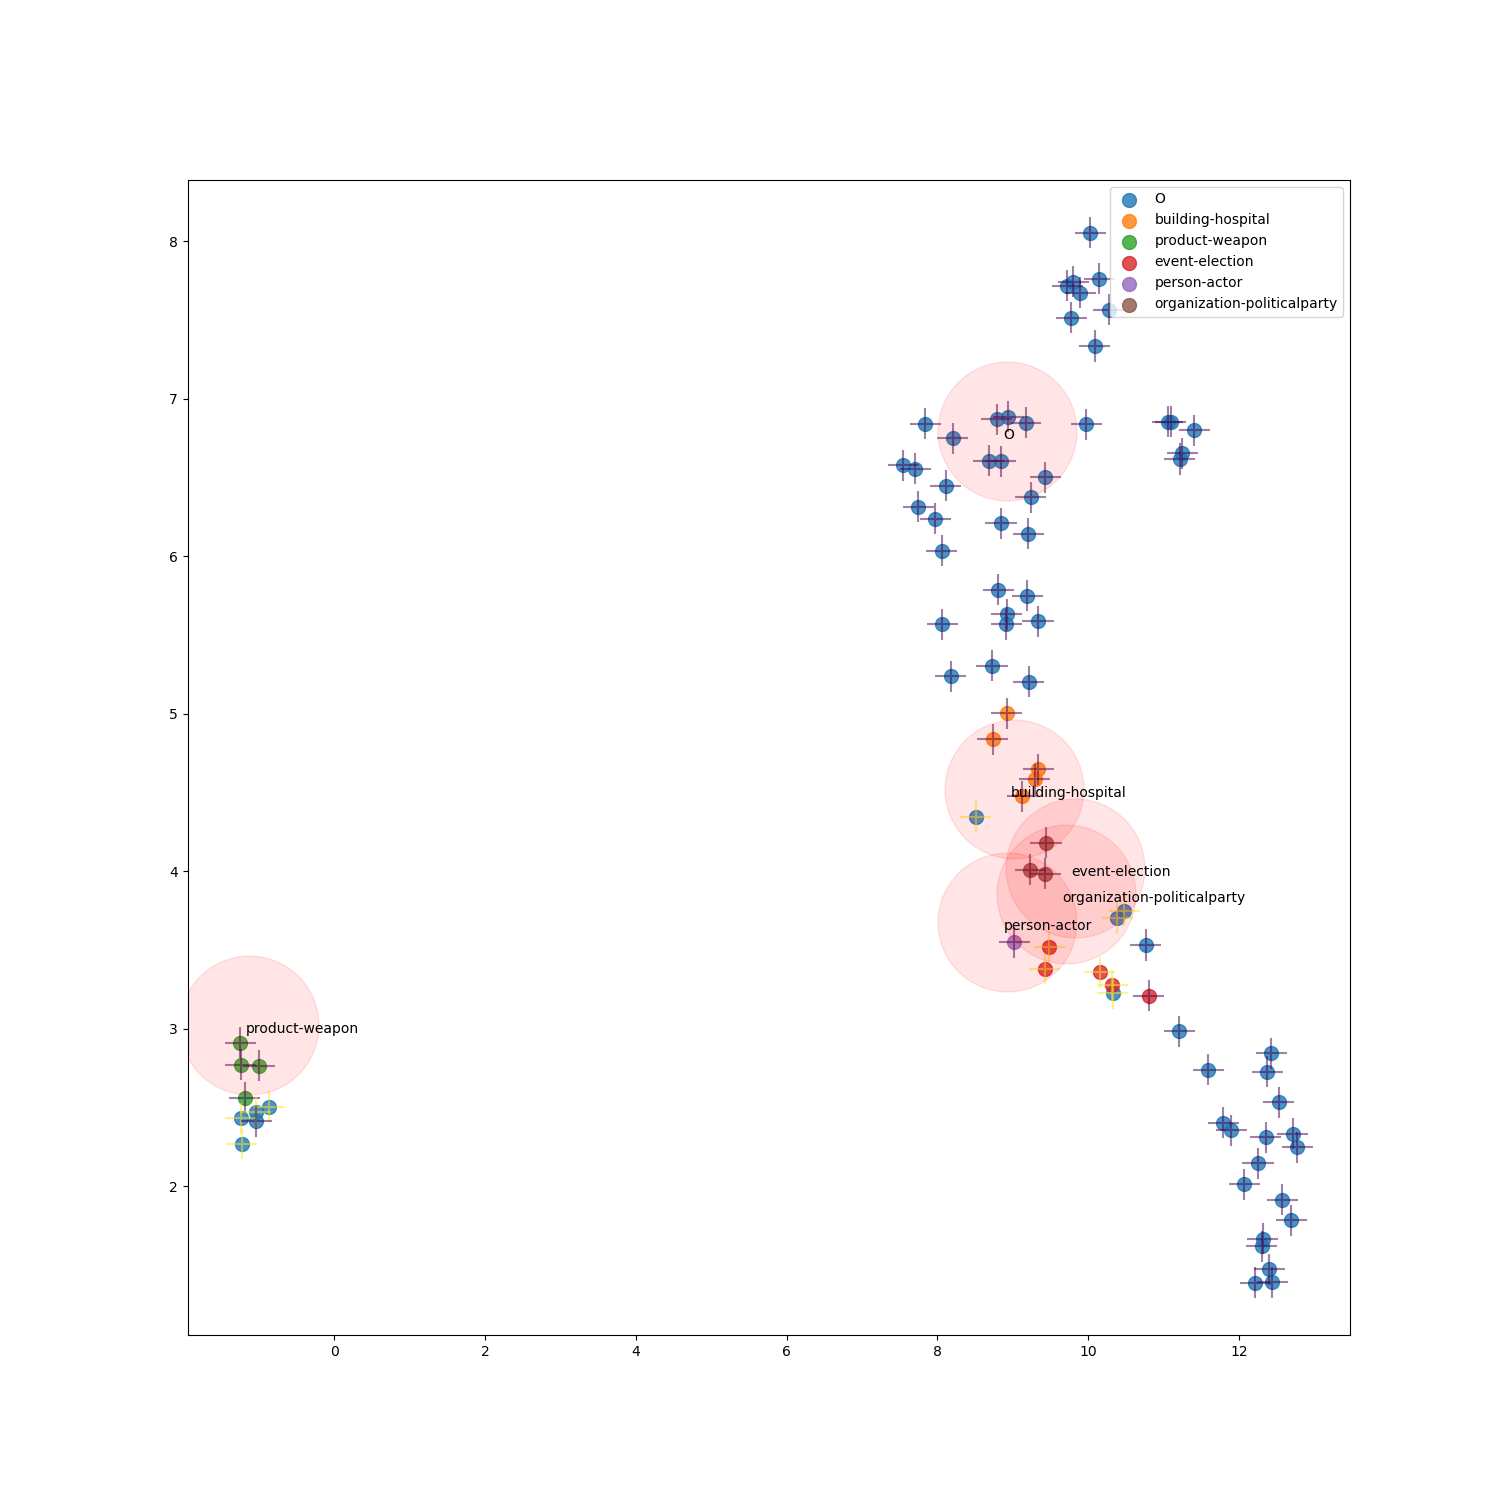 8
7
6
5
4
3
2
0
2
4
6
8
10
12
O
building-hospital
product-weapon
event-election
person-actor
organization-politicalparty
O
building-hospital
event-election
organization-politicalparty
person-actor
product-weapon